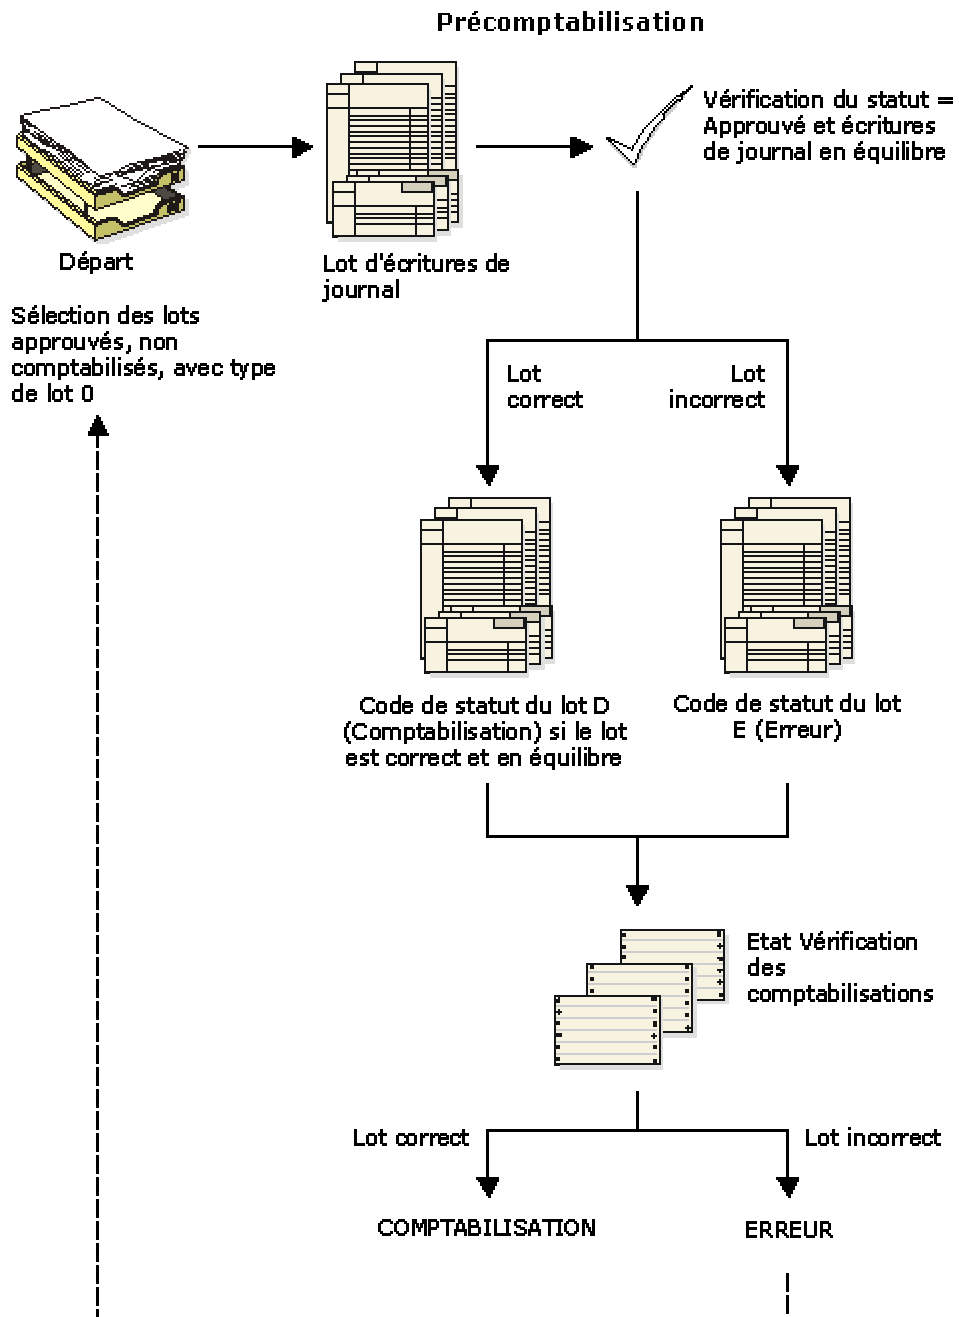 Précomptabilisation
Vérification du statut =
Approuvé et écritures
de journal en équilibre
Départ
Lot d'écritures de
journal
Sélection des lots
approuvés, non
comptabilisés, avec type
de lot 0
Lot
correct
Lot
incorrect
Code de statut du lot D
(Comptabilisation) si le lot
est correct et en équilibre
Code de statut du lot
E (Erreur)
Etat Vérification
des
comptabilisations
Lot correct
Lot incorrect
COMPTABILISATION
ERREUR